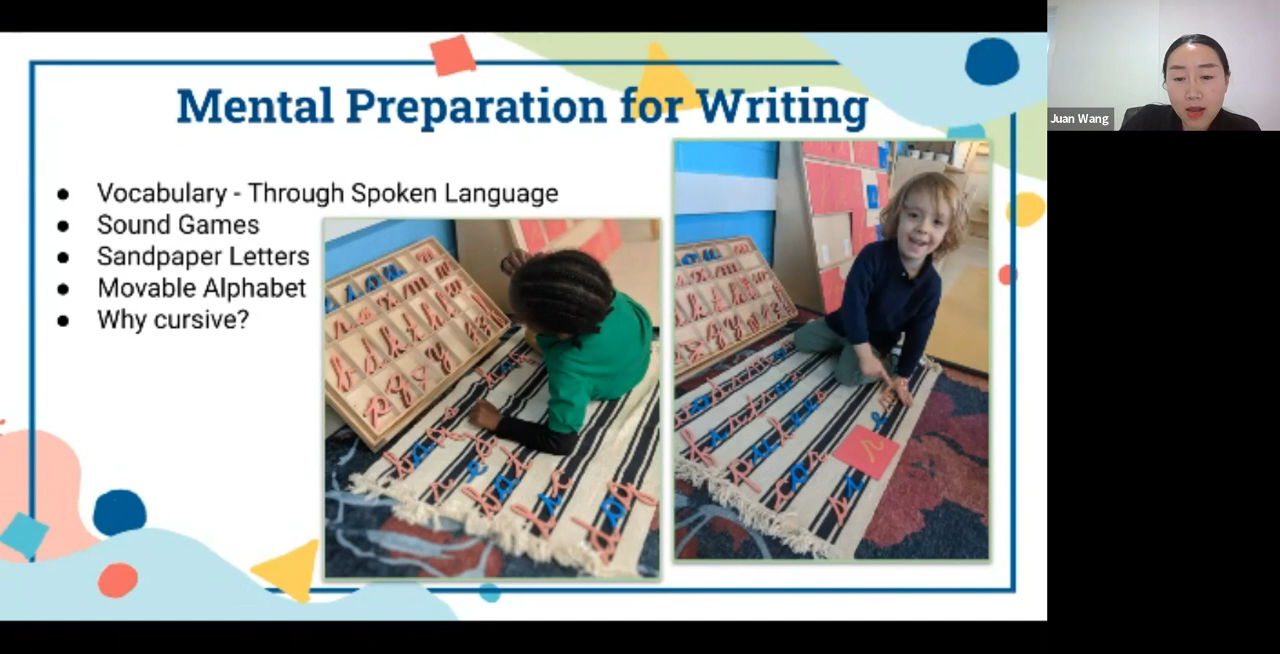 Mental Preparation for Writing
● Vocabulary - Through Spoken Language
● Sound Games
● Sandpaper Letters
● Movable Alphabet
● Why cursive?
Juan Wang